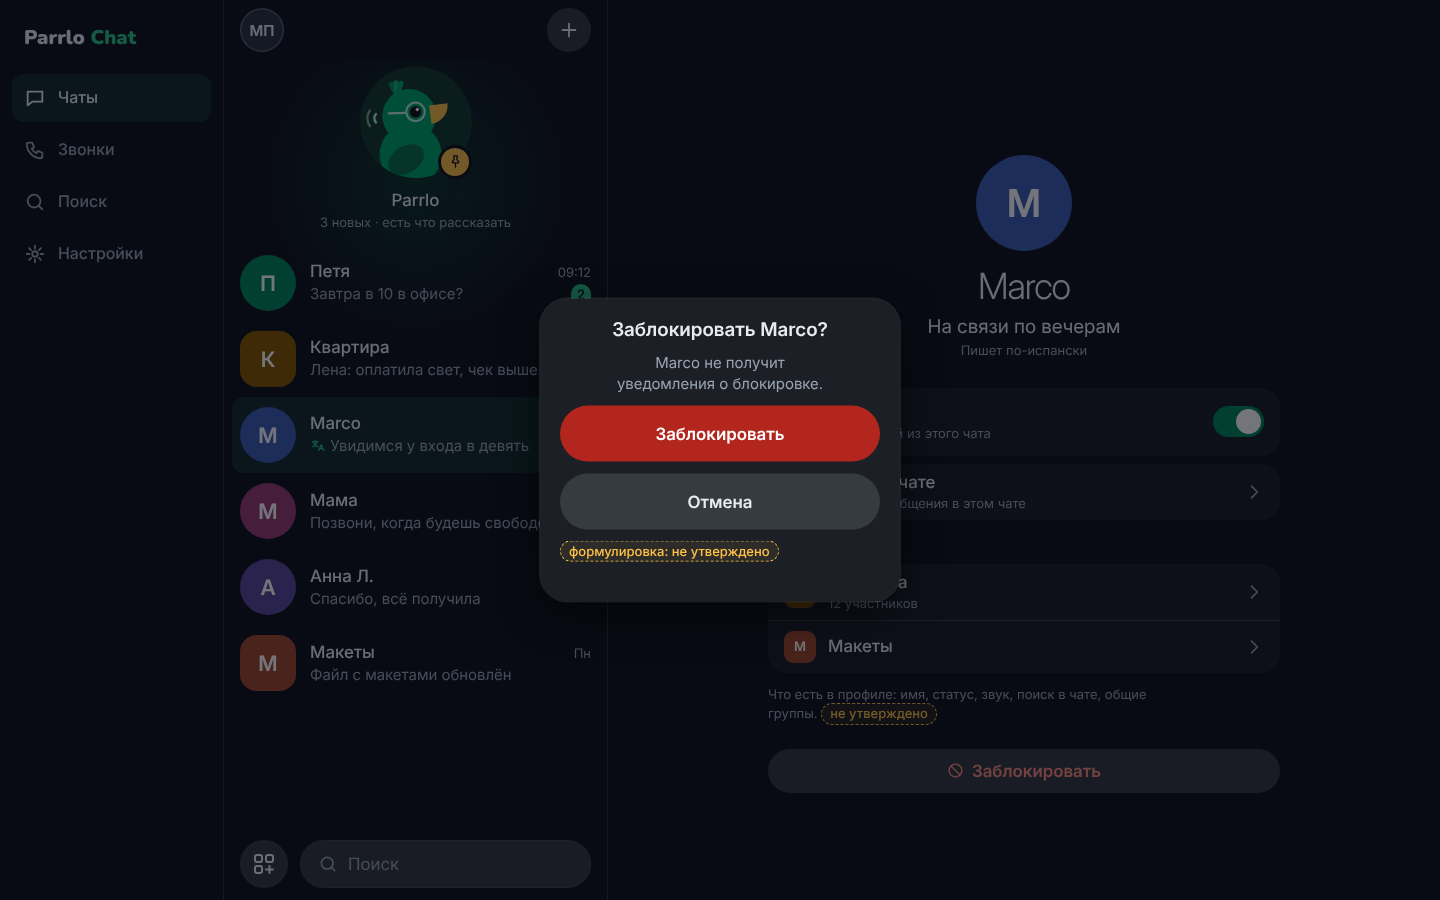 Parrlo Chat
Чаты
Звонки
Поиск
Настройки
МП
Parrlo
3 новых · есть что рассказать
П
Петя
09:12
Завтра в 10 в офисе?
2
К
Квартира
Лена: оплатила свет, чек выше
М
Marco
Увидимся у входа в девять
М
Мама
Позвони, когда будешь
А
Анна Л.
Спасибо, всё получила
М
Макеты
Пн
Файл с макетами обновлён
Поиск
Заблокировать Marco?
Marco не получит
уведомления о блокировке.
Заблокировать
Отмена
формулировка: не утверждено
M
Marco
На связи по вечерам
Пишет по-испански
из этого чата
чате
в этом чате
12 участников
М
Макеты
Что есть в профиле: имя, статус, звук, поиск в чате, общие
группы. не утверждено
Заблокировать